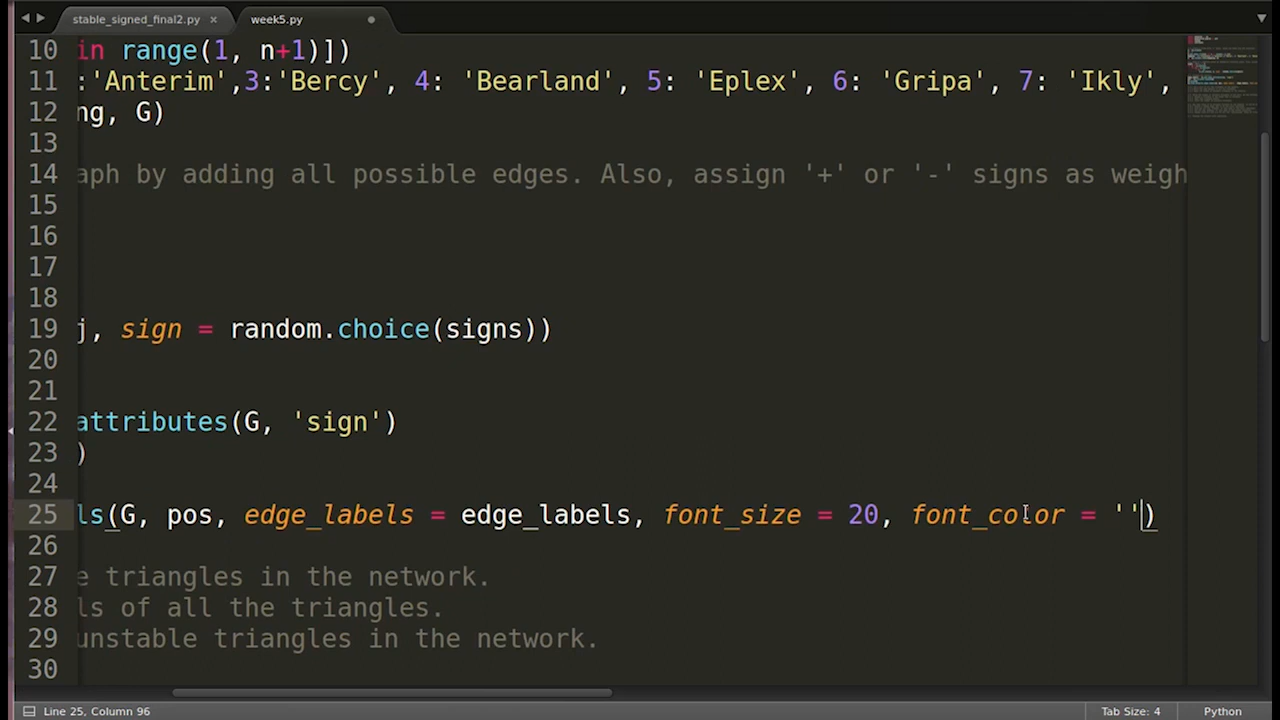 stable_signed_final2.py × week5.py
10 in range(1, n+1)])
11 :'Anterim',3:'Bercy', 4: 'Bearland', 5: 'Eplex', 6: 'Gripa', 7: 'Ikly',
12 ng, G)
13
14 aph by adding all possible edges. Also, assign '+' or '-' signs as weigh
15
16
17
18
19 j, sign = random.choice(signs))
20
21
22 attributes(G, 'sign')
23 )
24
25 ls(G, pos, edge_labels = edge_labels, font_size = 20, font_color = '')
26
27 e triangles in the network.
28 ls of all the triangles.
29 unstable triangles in the network.
30
Line 25, Column 96 Tab Size: 4 Python